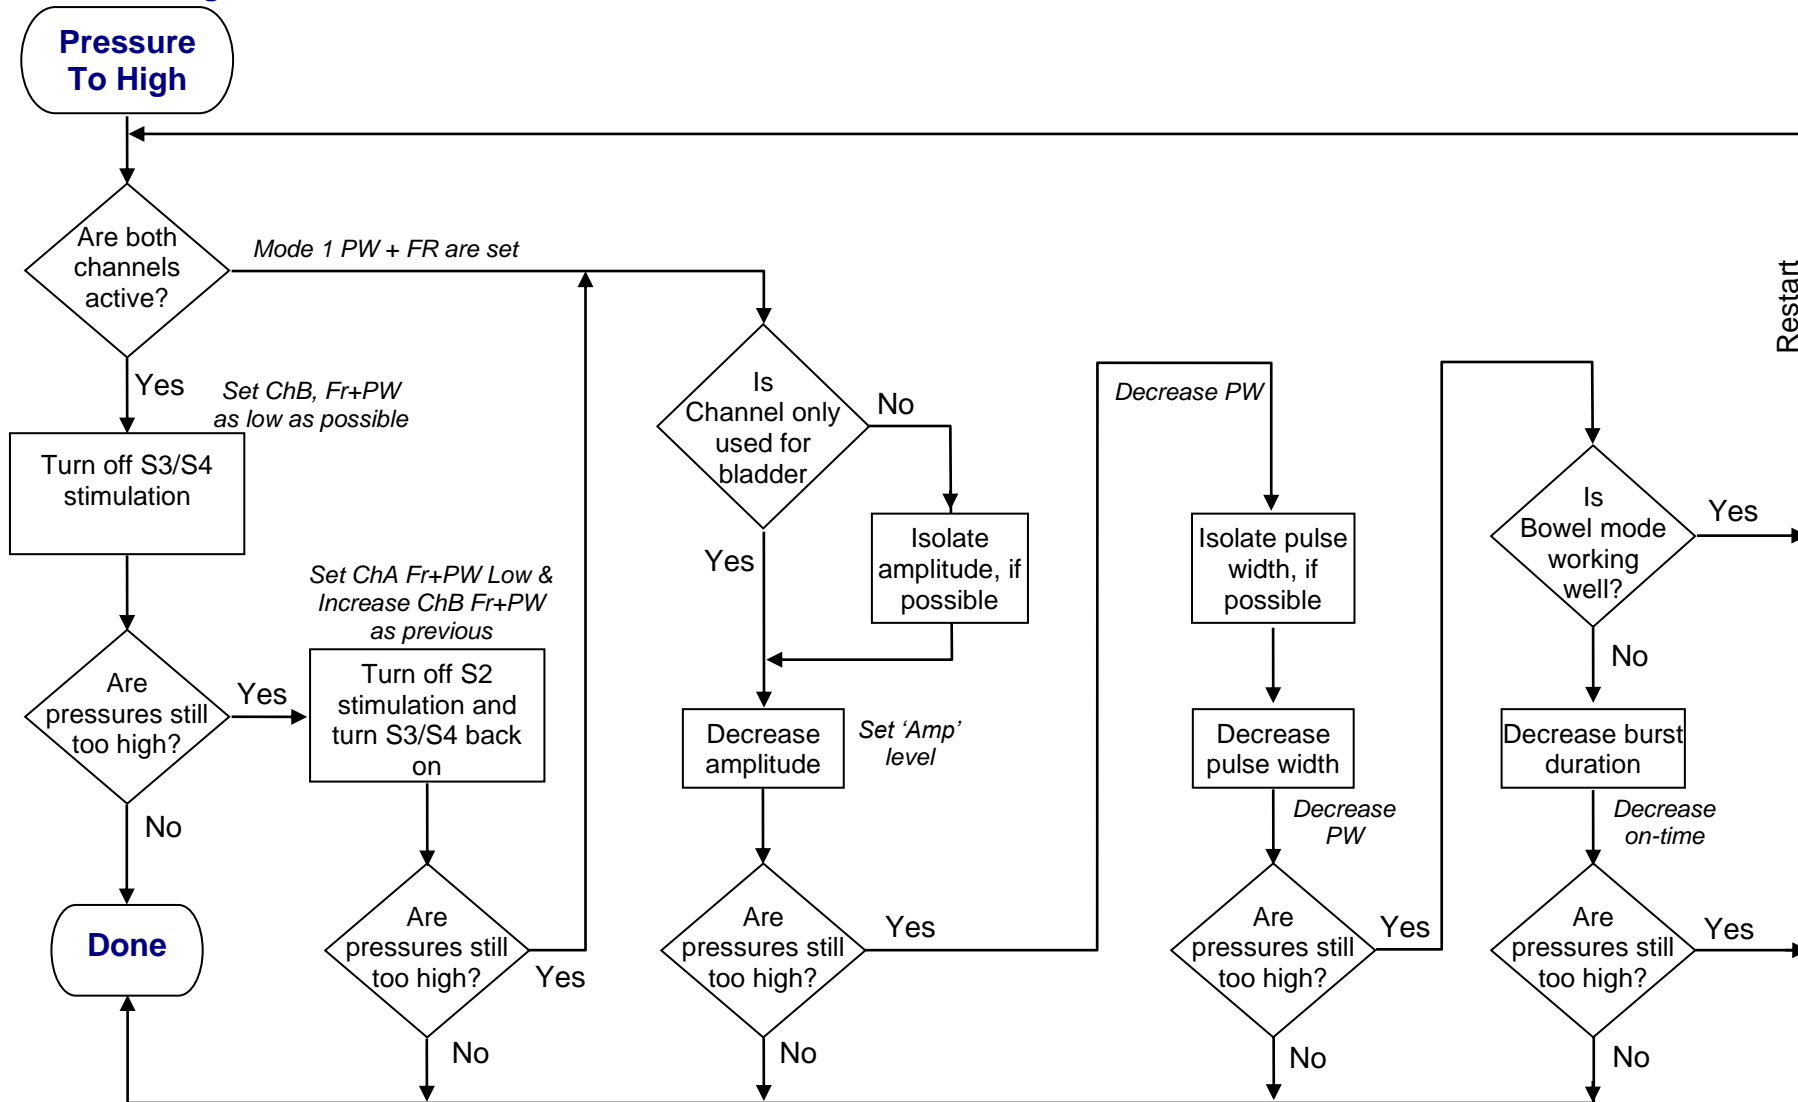 Pressure
To High
Are both
channels
active?
Mode 1 PW + FR are set
Yes
Set ChB, Fr+PW
as low as possible
Turn off S3/S4
stimulation
Are
pressures still
too high?
Yes
No
Done
Set ChA Fr+PW Low &
Increase ChB Fr+PW
as previous
Turn off S2
stimulation and
turn S3/S4 back
on
Are
pressures still
too high?
Yes
No
Is
Channel only
used for
bladder
No
Yes
Isolate
amplitude, if
possible
Decrease
amplitude
Set ‘Amp’
level
Are
pressures still
too high?
Yes
No
Decrease PW
Isolate pulse
width, if
possible
Decrease
pulse width
Decrease
PW
Are
pressures still
too high?
Yes
No
Is
Bowel mode
working
well?
Yes
No
Decrease burst
duration
Decrease
on-time
Are
pressures still
too high?
Yes
No
Restart